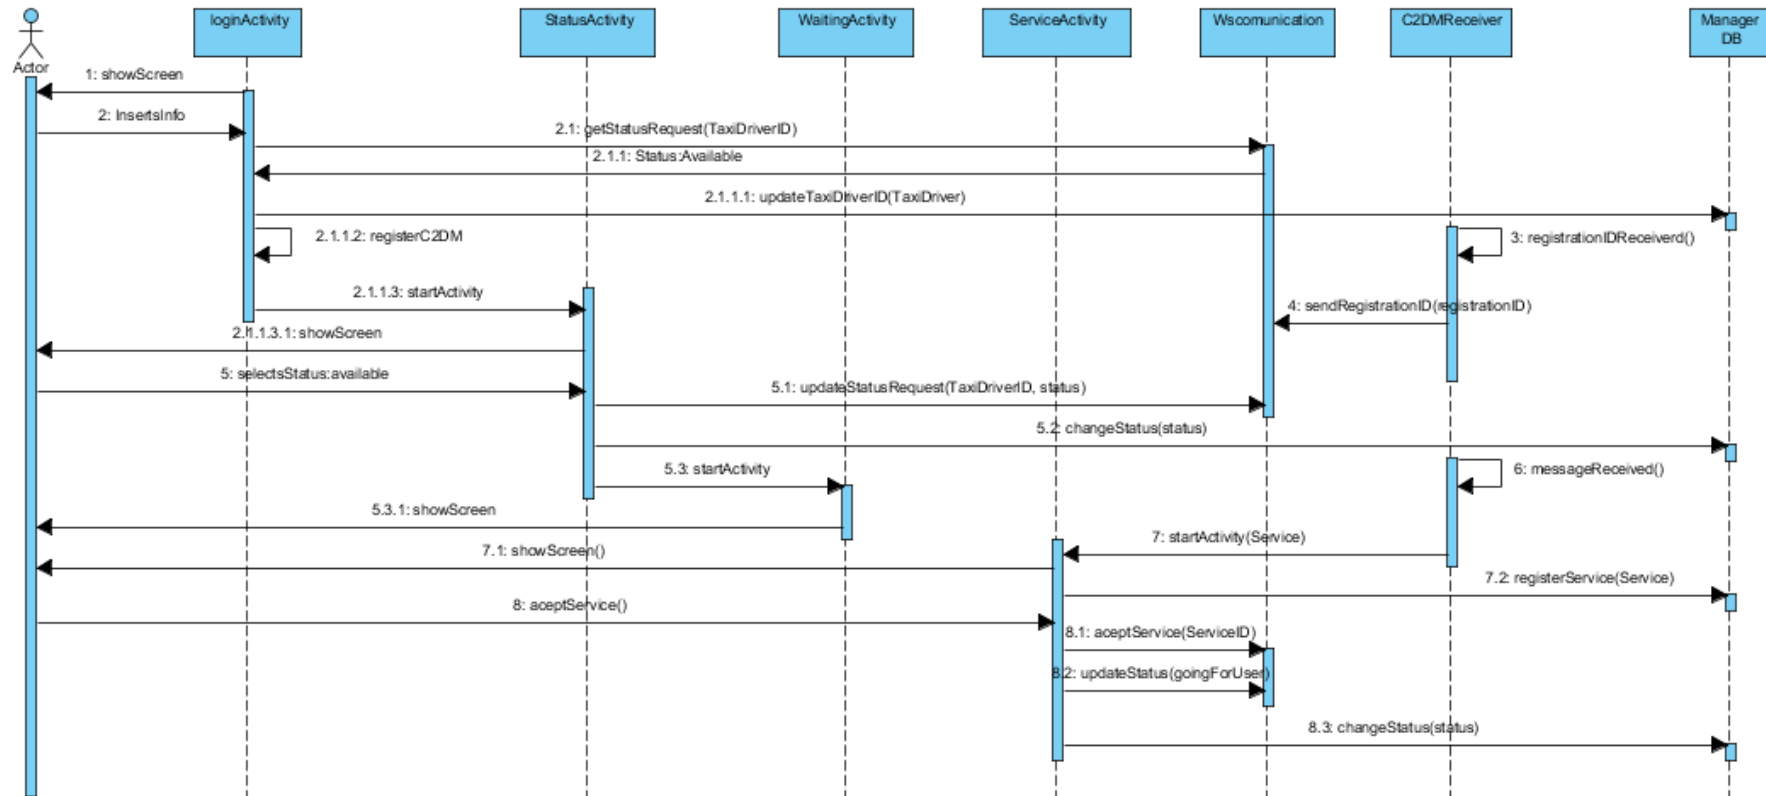 loginActivity
StatusActivity
WaitingActivity
ServiceActivity
Wscomunication
C2DMReceiver
Manager
DB
Actor
1: showScreen
2: InsertsInfo
2.1: getStatusRequest(TaxiDriverID)
2.1.1: Status:Available
2.1.1.1: updateTaxiDriverID(TaxiDriver)
2.1.1.2: registerC2DM
3: registrationIDReceiverd()
2.1.1.3: startActivity
4: sendRegistrationID(registrationID)
2.1.1.3.1: showScreen
5: selectsStatus:available
5.1: updateStatusRequest(TaxiDriverID, status)
5.2: changeStatus(status)
5.3: startActivity
6: messageReceived()
5.3.1: showScreen
7: startActivity(Service)
7.1: showScreen()
7.2: registerService(Service)
8: aceptService()
8.1: aceptService(ServiceID)
8.2: updateStatus(goingForUser)
8.3: changeStatus(status)